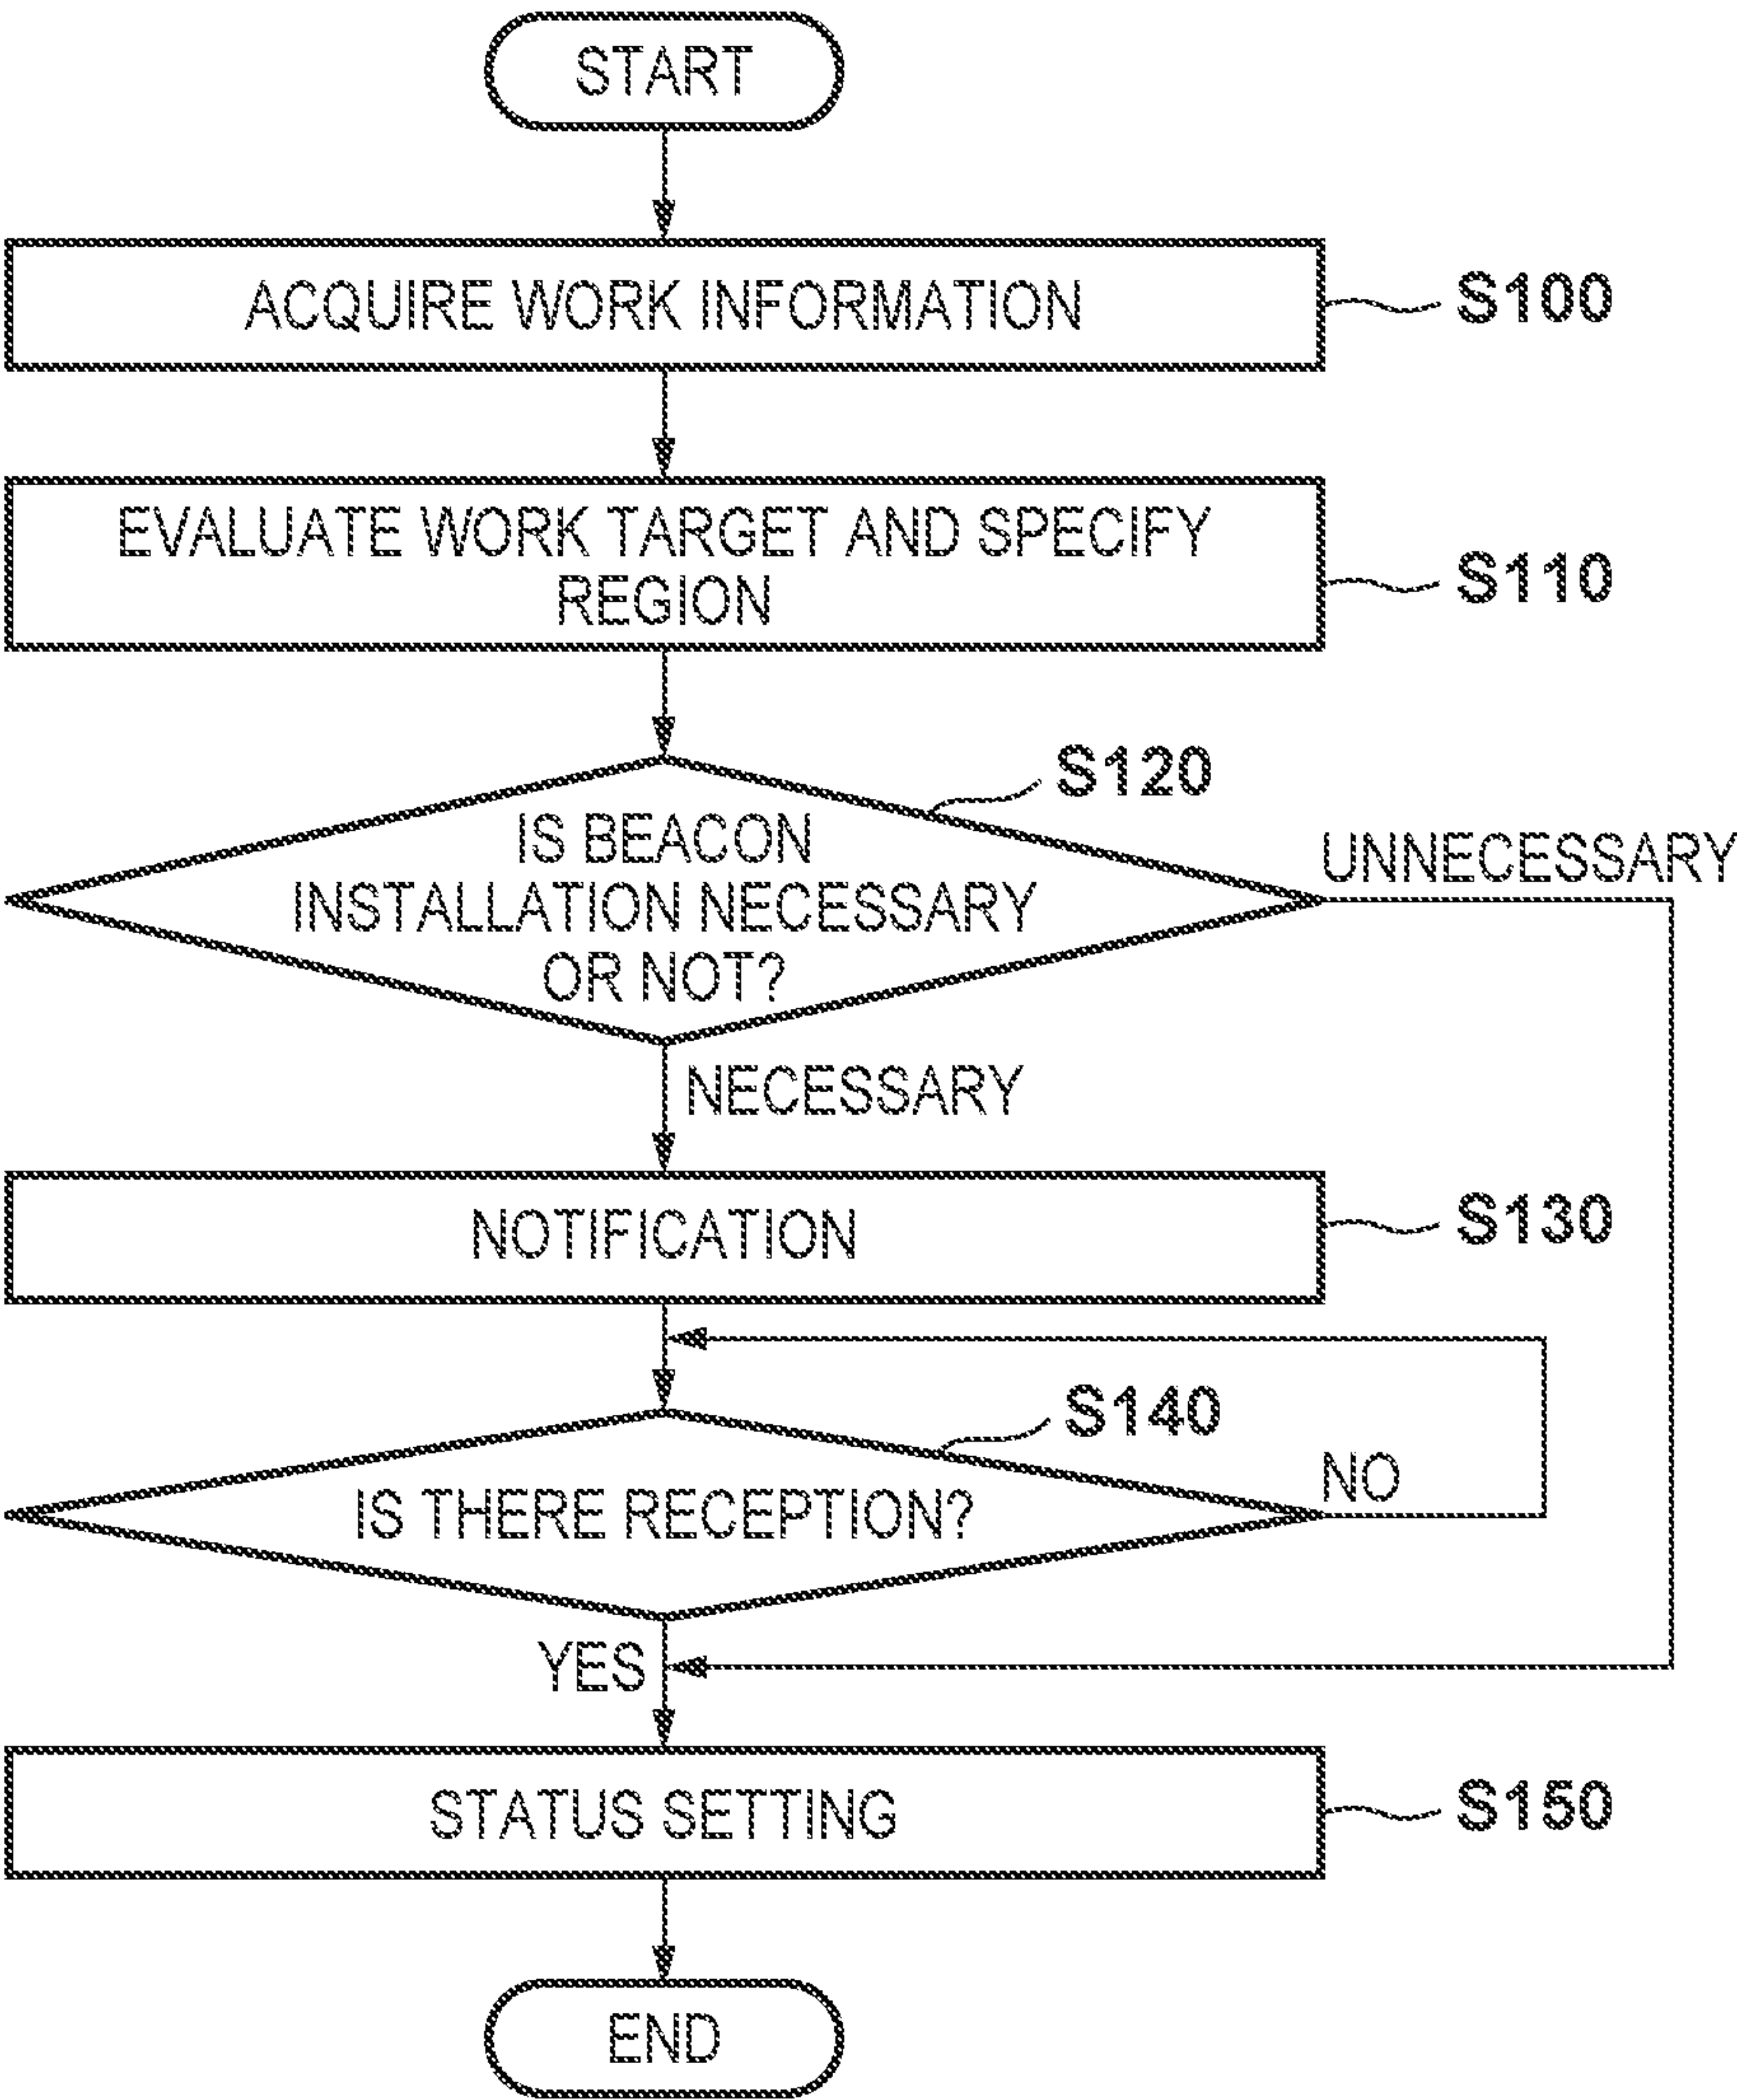 START
ACQUIRE WORK INFORMATION
S100
EVALUATE WORK TARGET AND SPECIFY
REGION
S110
S120
IS BEACON
INSTALLATION NECESSARY
OR NOT?
UNNECESSARY
NECESSARY
NOTIFICATION
S130
S140
IS THERE RECEPTION?
NO
YES
STATUS SETTING
S150
END